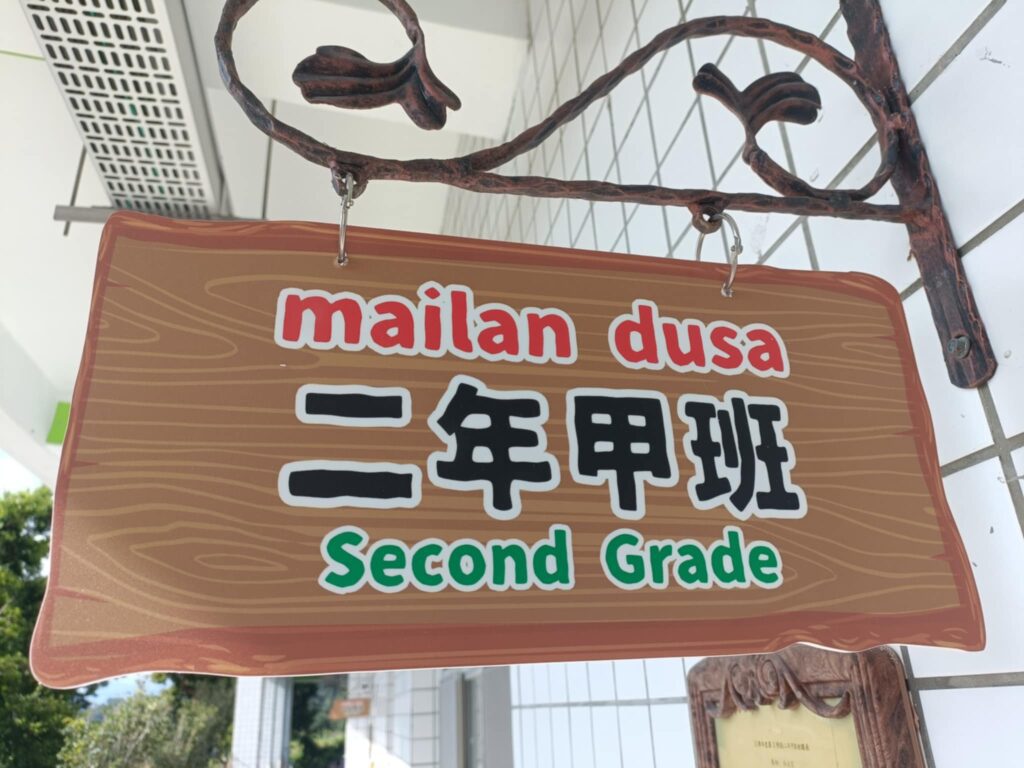 mailan dusa
二年甲班
Second Grade